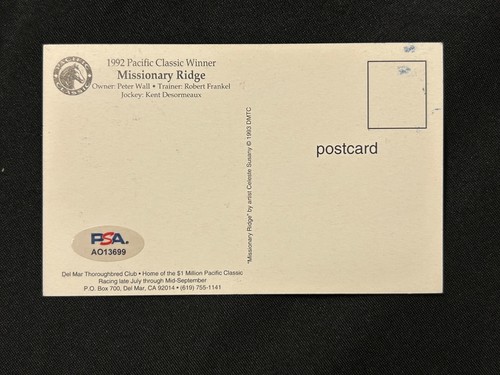 PACIFIC CLASSIC
1992 Pacific Classic Winner
Missionary Ridge
Owner: Peter Wall • Trainer: Robert Frankel
Jockey: Kent Desormeaux
"Missionary Ridge" by artist Celeste Susany © 1993 DMTC
postcard
PSA®
AO13699
Del Mar Thoroughbred Club • Home of the $1 Million Pacific Classic
Racing late July through Mid-September
P.O. Box 700, Del Mar, CA 92014 • (619) 755-1141